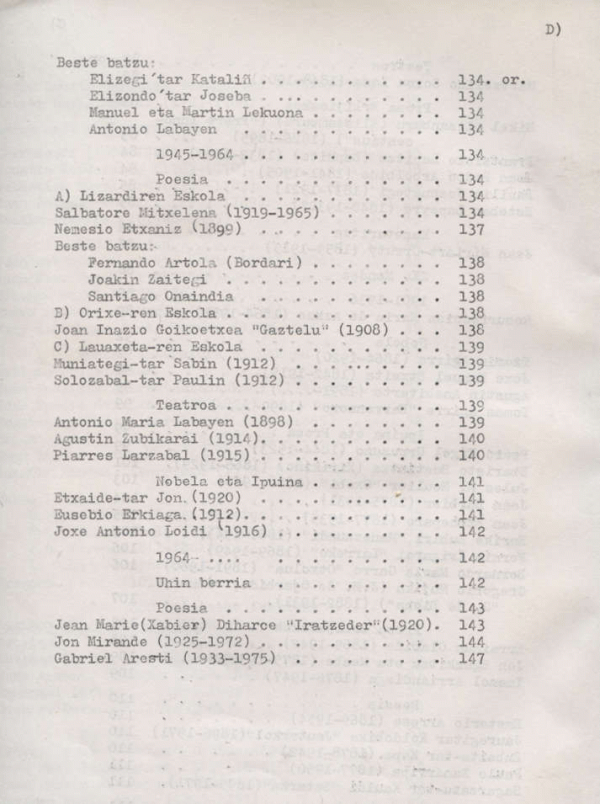 D)
Beste batzu:
Elizegi´tar Kataliñ . . . . . . . . . . . 134. or.
Elizondo´tar Joseba . .... . . . . . . . . 134
Manuel eta Martin Lekuona . . . . . . . . 134
Antonio Labayen . . . . . . . . . . . . 134
1945-1964 . . . . . . . . . . . . 134
Poesia . . . . . . . . . . . . . 134
A) Lizardiren Eskola . . . . . . . . . . . 134
Salbatore Mitxelena (1919-1965) . . . . . . . 134
Nemesio Etxaniz (1899) . . . . . . . . . . . 137
Beste batzu:
Fernando Artola (Bordari) . . . . . . . . 138
Joakin Zaitegi . . . . . . . . . . . . . 138
Santiago Onaindia . . . . . . . . . . . 138
B) Orixe-ren Eskola . . . . . . . . . . . . . 138
Joan Inazio Goikoetxea "Gaztelu" (1908) . . . 138
C) Lauaxeta-ren Eskola . . . . . . . . . . . 139
Muniategi-tar Sabin (1912) . . ... . . . . . 139
Solozabal-tar Paulin (1912) . . . . . . . . . 139
Teatroa . . . . . . . . . . . . . 139
Antonio Maria Labayen (1898) . . . . . . . . 139
Agustin Zubikarai (1914). . . . . . . . . . . 140
Piarres Larzabal (1915) . . . . . . . . . . . 140
Nobela eta Ipuina . . . . . . . . 141
Etxaide-tar Jon.(1920) . . .... . . . . . 141
Eusebio Erkiaga.(1912). . . . . . . . . . . . 141
Joxe Antonio Loidi (1916) . . . . . . . . . . 142
1964- .... . . . . . . . . . . . 142
Uhin berria . . . . . . . . . . . 142
Poesia . . . . . . . . . . . . . 143
Jean Marie(Xabier) Diharce "Iratzeder"(1920). 143
Jon Mirande (1925-1972) . . . . . . . . . . . 144
Gabriel Aresti (1933-1975) . . . . . . . . . 147